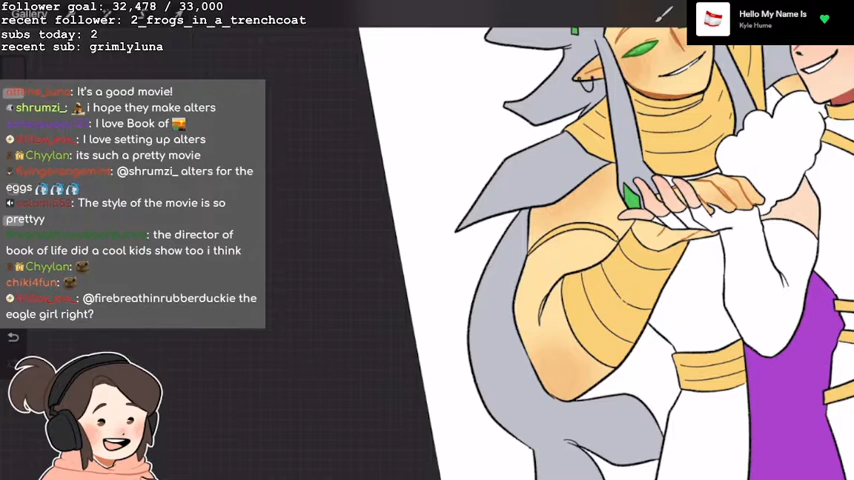 follower goal: 32,478 / 33,000
Gallery
recent follower: 2_frogs_in_a_trenchcoat
subs today: 2
recent sub: grimlyluna
Hello My Name Is
Kyle Hume
: It's a good movie!
shrumzi_: i hope they make alters
: I love Book of
: I love setting up alters
Chyylan: its such a pretty movie
: @shrumzi_ alters for the
eggs
: The style of the movie is so
prettyy
: the director of
book of life did a cool kids show too i think
Chyylan:
chiki4fun:
: @firebreathinrubberduckie the
eagle girl right?